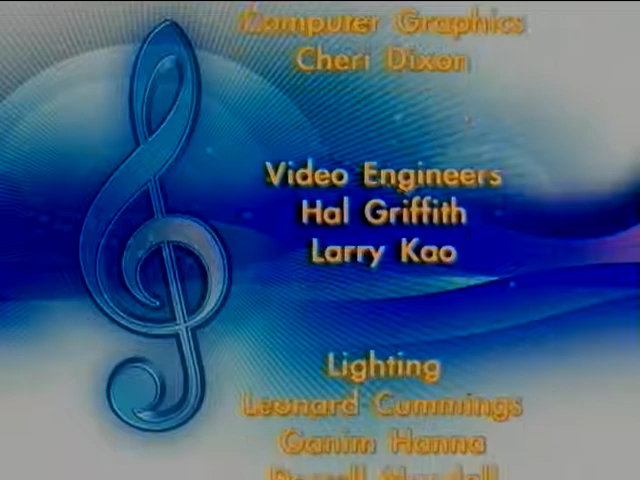 Computer Graphics
Cheri Dixon
Video Engineers
Hal Griffith
Larry Kao
Lighting
Leonard Cummings
Ganim Hanna